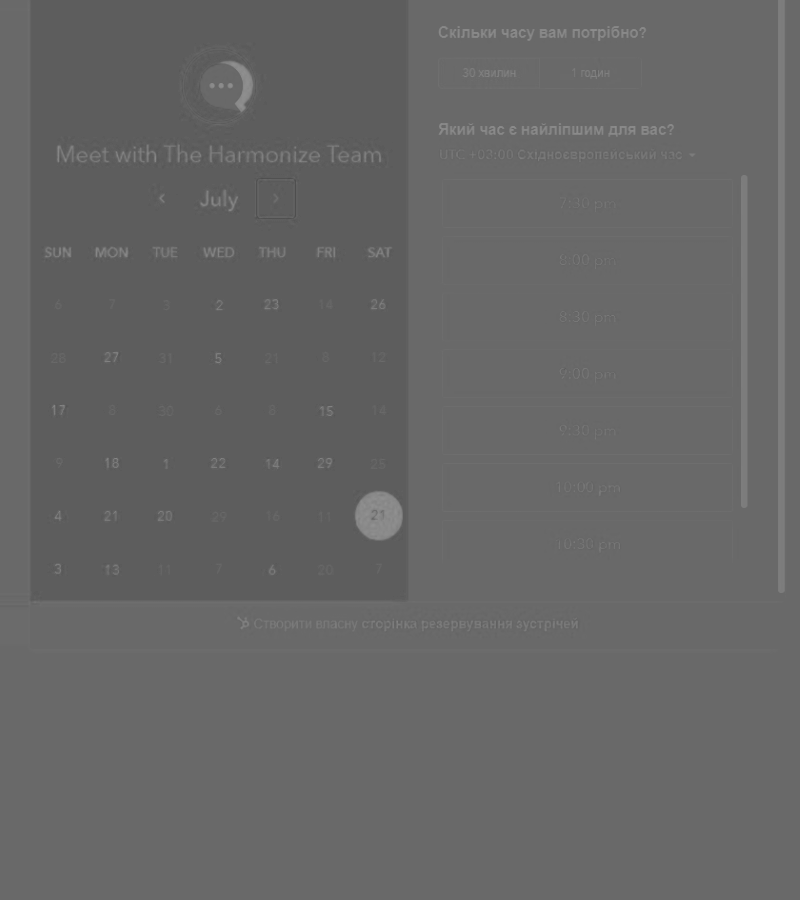 Meet with The Harmonize Team
July
SUN MON TUE WED THU FRI SAT
6 7 3 2 23 14 26
28 27 31 5 21 12
17 8 30 6 8 15 14
9 18 1 22 14 29 25
4 21 20 29 16 11 21
3 13 11 7 6 20 7
Скільки часу вам потрібно?
30 хвилин 1 годин
Який час є найліпшим для вас?
UTC +03:00 Східноєвропейський час
7:30 pm
8:00 pm
8:30 pm
9:00 pm
9:30 pm
10:00 pm
10:30 pm
Створити власну сторінка резервування зустрічей